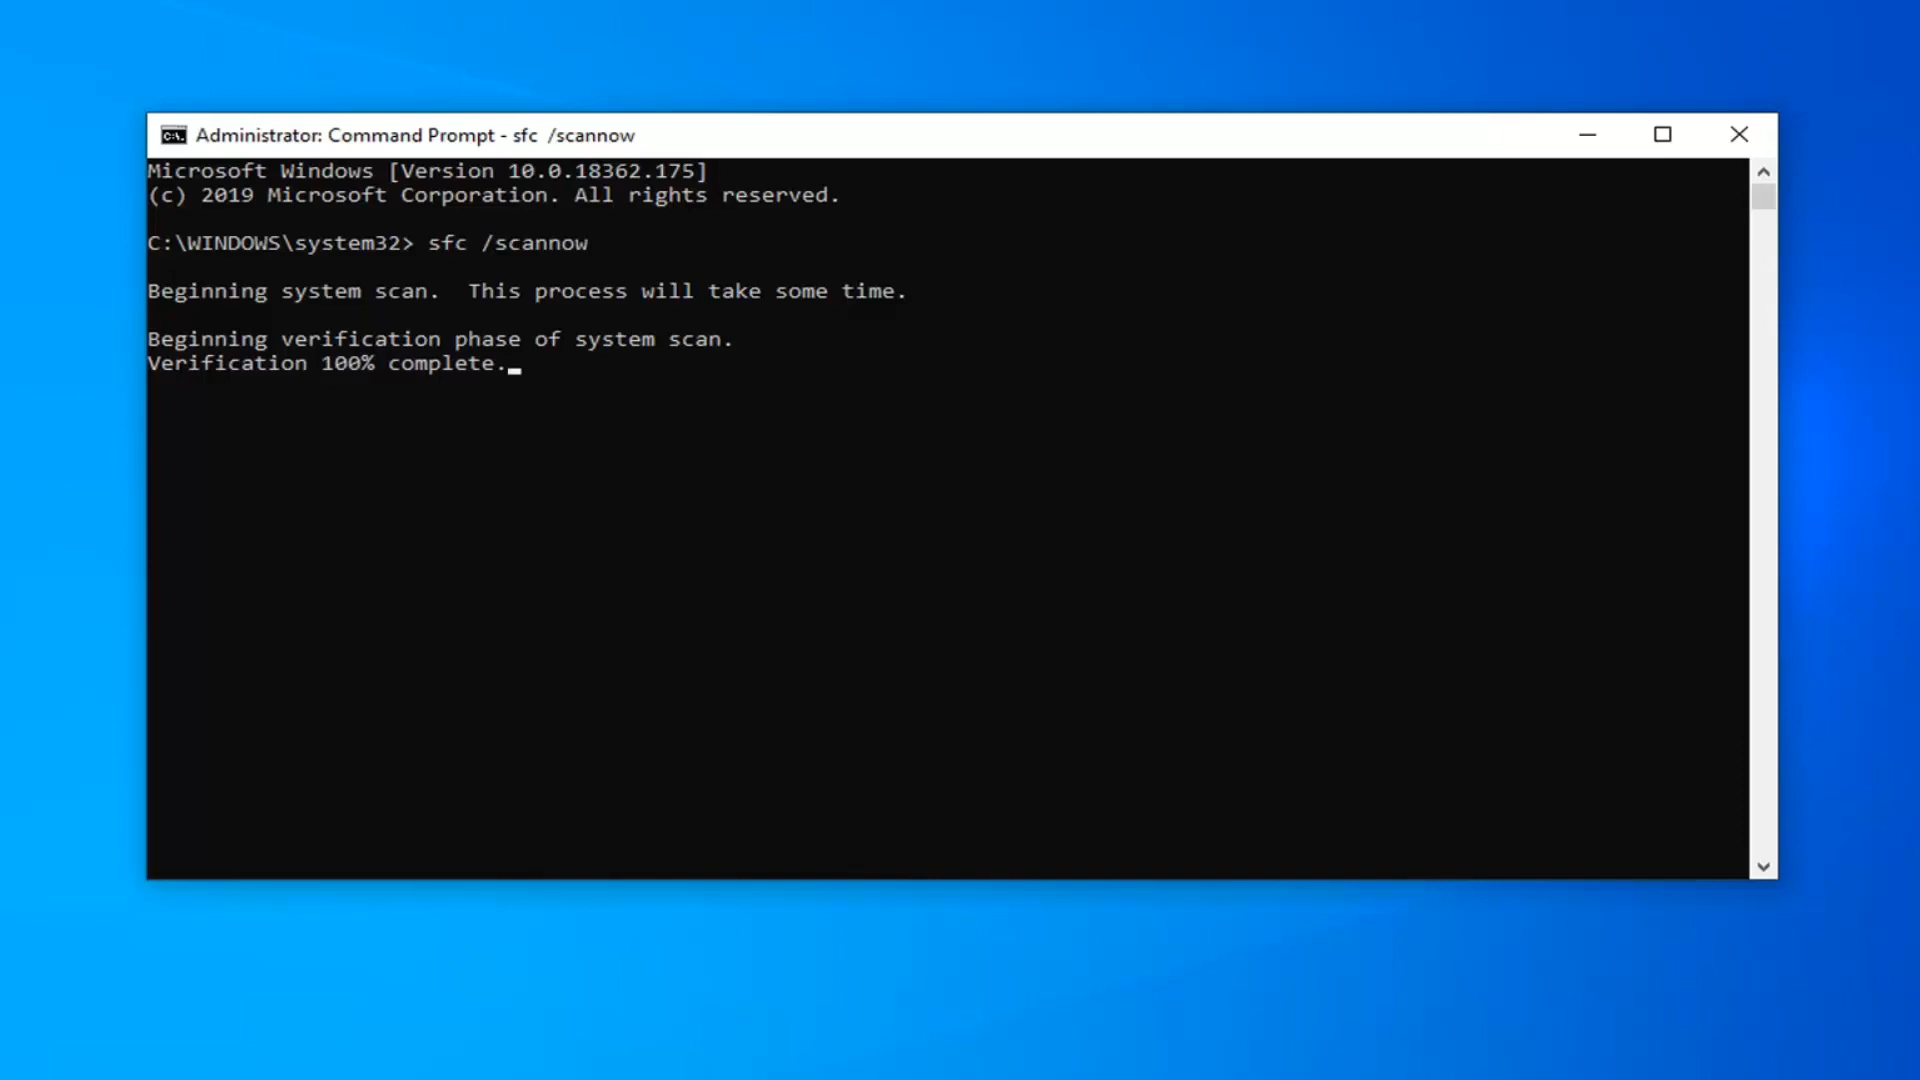 Administrator: Command Prompt - sfc  /scannow
Microsoft Windows [Version 10.0.18362.175]
(c) 2019 Microsoft Corporation. All rights reserved.
C:\WINDOWS\system32> sfc /scannow
Beginning system scan.  This process will take some time.
Beginning verification phase of system scan.
Verification 100% complete.